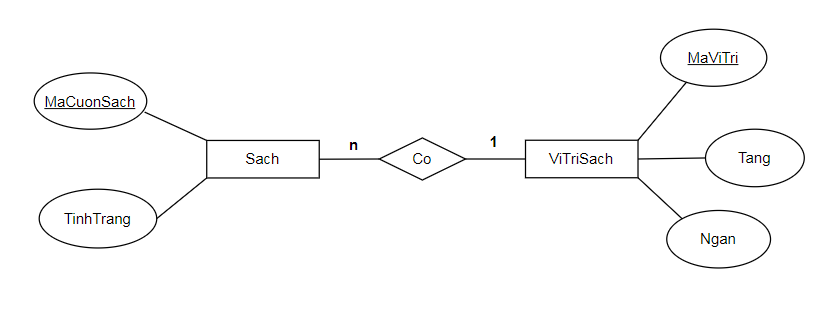 MaViTri
MaCuonSach
n
1
Sach
Co
ViTriSach
Tang
TinhTrang
Ngan